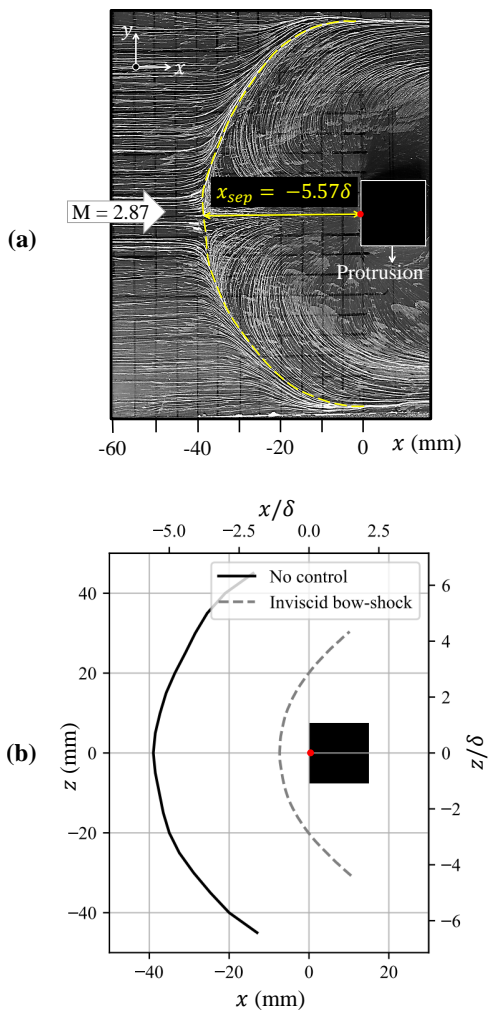 y
x
x_sep = −5.57δ
M = 2.87
(a)
Protrusion
-60 -40 -20 0 x (mm)
x/δ
−5.0 −2.5 0.0 2.5
No control
Inviscid bow-shock
40 6
4
20
2
(b) z (mm) 0 0 z/δ
−2
−20
−4
−40
−6
−40 −20 0 20
x (mm)